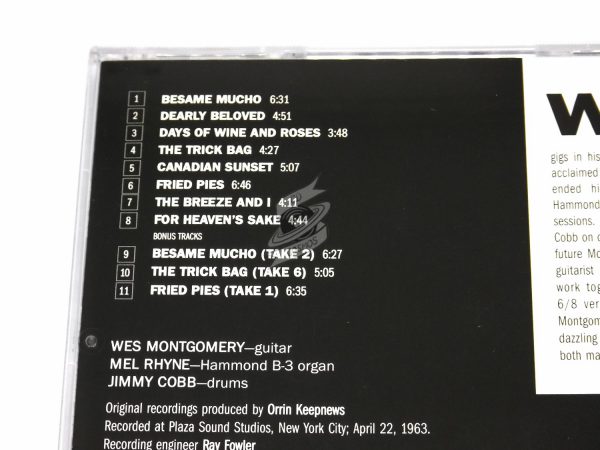 1 BESAME MUCHO 6:31
2 DEARLY BELOVED 4:51
3 DAYS OF WINE AND ROSES 3:48
4 THE TRICK BAG 4:27
5 CANADIAN SUNSET 5:07
6 FRIED PIES 6:46
7 THE BREEZE AND I 4:11
8 FOR HEAVEN'S SAKE 4:44
BONUS TRACKS
9 BESAME MUCHO (TAKE 2) 6:27
10 THE TRICK BAG (TAKE 6) 5:05
11 FRIED PIES (TAKE 1) 6:35
WES MONTGOMERY—guitar
MEL RHYNE—Hammond B-3 organ
JIMMY COBB—drums
Original recordings produced by Orrin Keepnews
Recorded at Plaza Sound Studios, New York City; April 22, 1963.
Recording engineer Ray Fowler
W
gigs in his
acclaimed
ended hi
Hammond
sessions.
Cobb on
future Mo
guitarist
work tog
6/8 ver
Montgom
dazzling
both ma